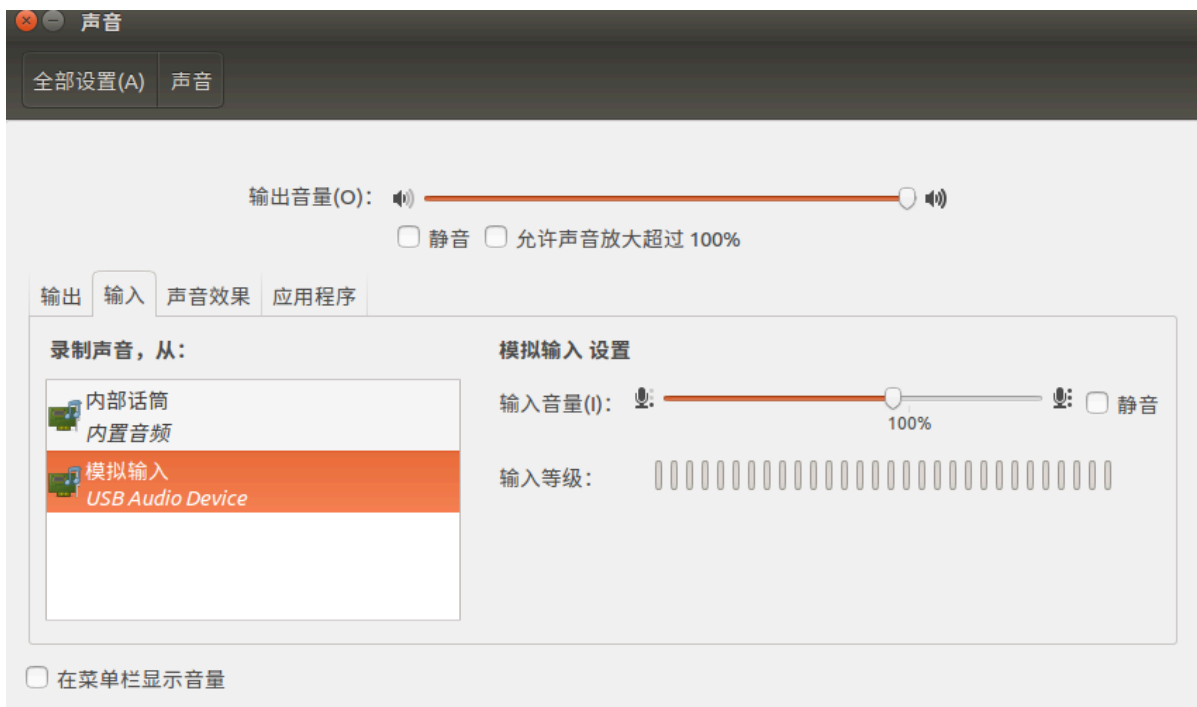 声音
全部设置(A) 声音
输出音量(O)：
静音 允许声音放大超过 100%
输出 输入 声音效果 应用程序
录制声音，从： 模拟输入 设置
内部话筒
内置音频
模拟输入
USB Audio Device
输入音量(I)： 静音
100%
输入等级：
在菜单栏显示音量